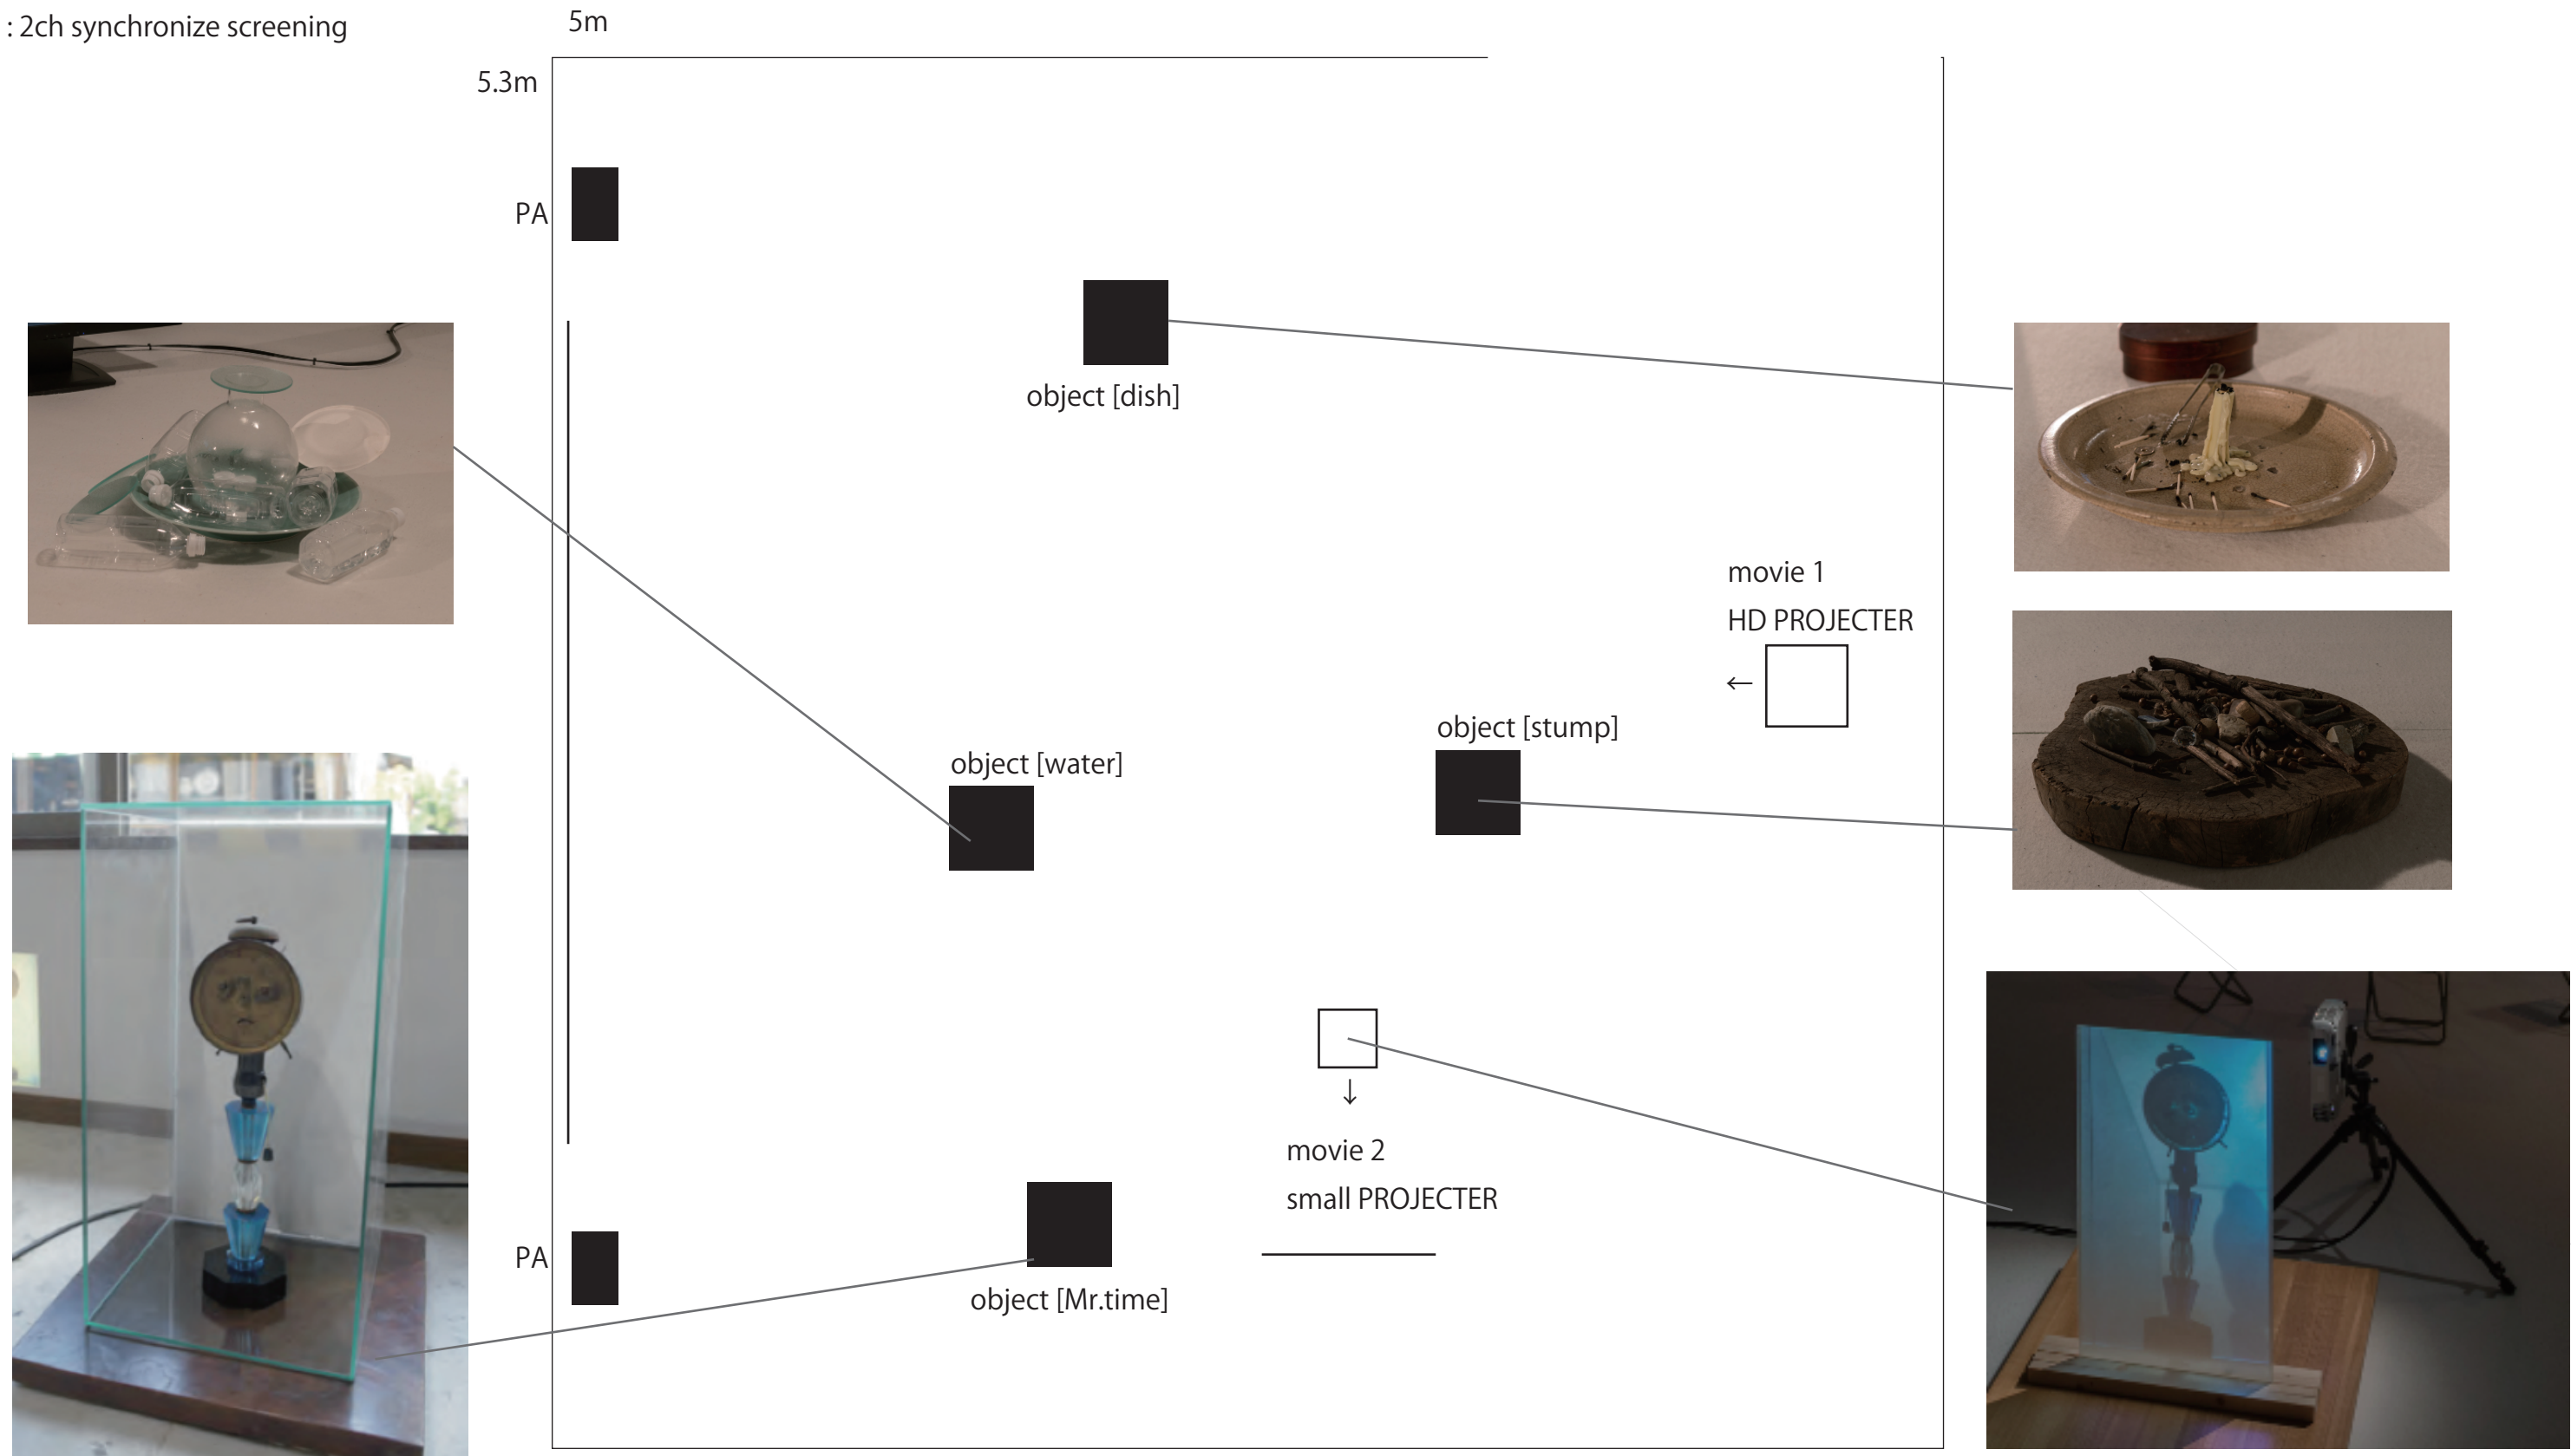 : 2ch synchronize screening
5m
5.3m
PA
object [dish]
movie 1
HD PROJECTER
←
object [stump]
object [water]
↓
movie 2
small PROJECTER
PA
object [Mr.time]